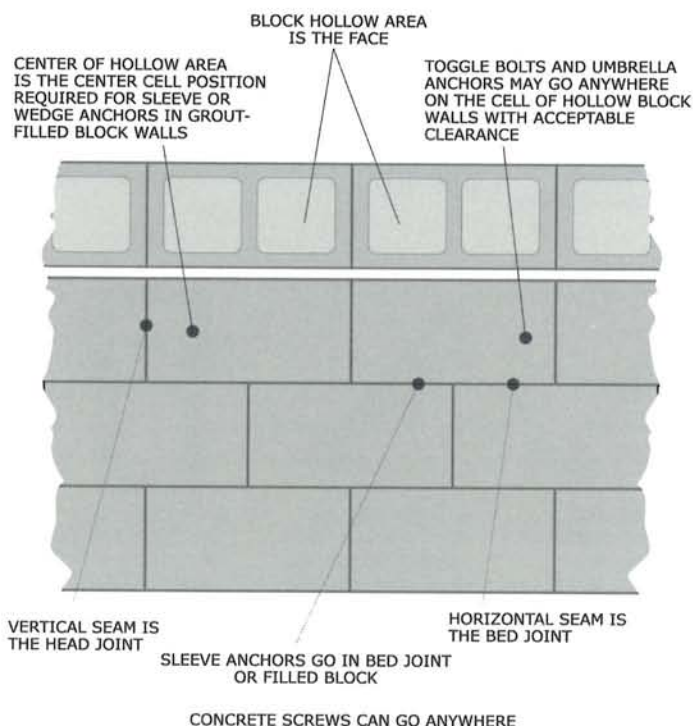 BLOCK HOLLOW AREA
IS THE FACE
CENTER OF HOLLOW AREA
IS THE CENTER CELL POSITION
REQUIRED FOR SLEEVE OR
WEDGE ANCHORS IN GROUT-
FILLED BLOCK WALLS
TOGGLE BOLTS AND UMBRELLA
ANCHORS MAY GO ANYWHERE
ON THE CELL OF HOLLOW BLOCK
WALLS WITH ACCEPTABLE
CLEARANCE
VERTICAL SEAM IS
THE HEAD JOINT
SLEEVE ANCHORS GO IN BED JOINT
OR FILLED BLOCK
HORIZONTAL SEAM IS
THE BED JOINT
CONCRETE SCREWS CAN GO ANYWHERE